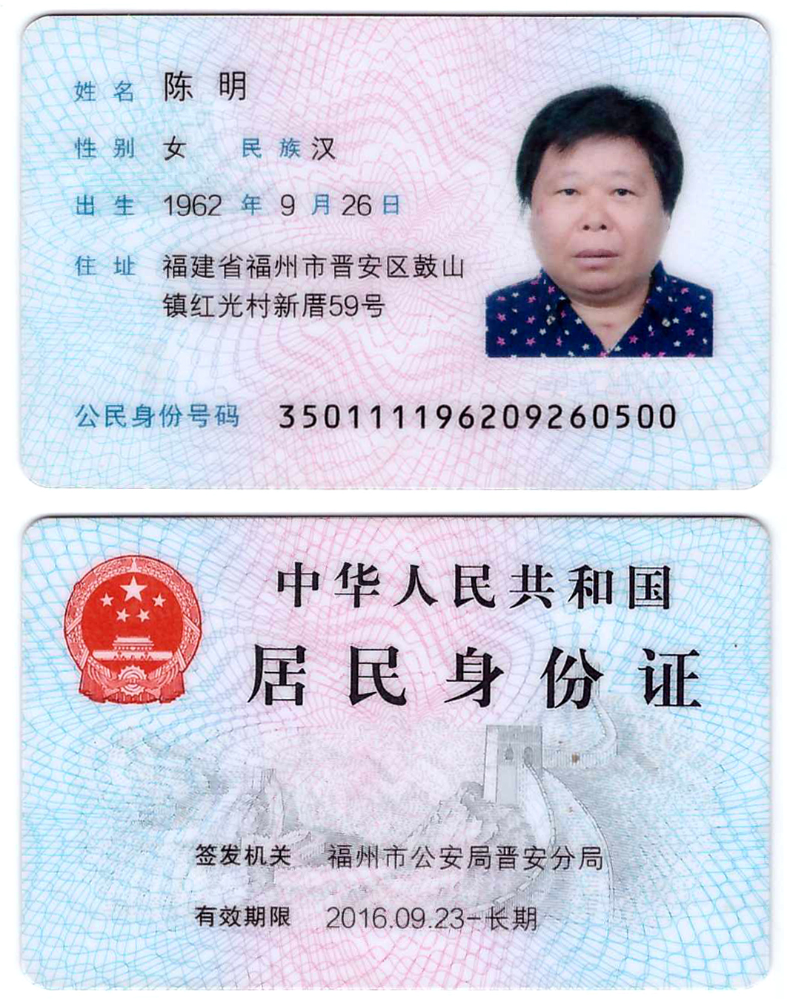 姓名 陈明
性别 女 民族 汉
出生 1962 年 9 月 26 日
住址 福建省福州市晋安区鼓山
镇红光村新厝59号
公民身份号码 350111196209260500
中华人民共和国
居民身份证
签发机关 福州市公安局晋安分局
有效期限 2016.09.23-长期